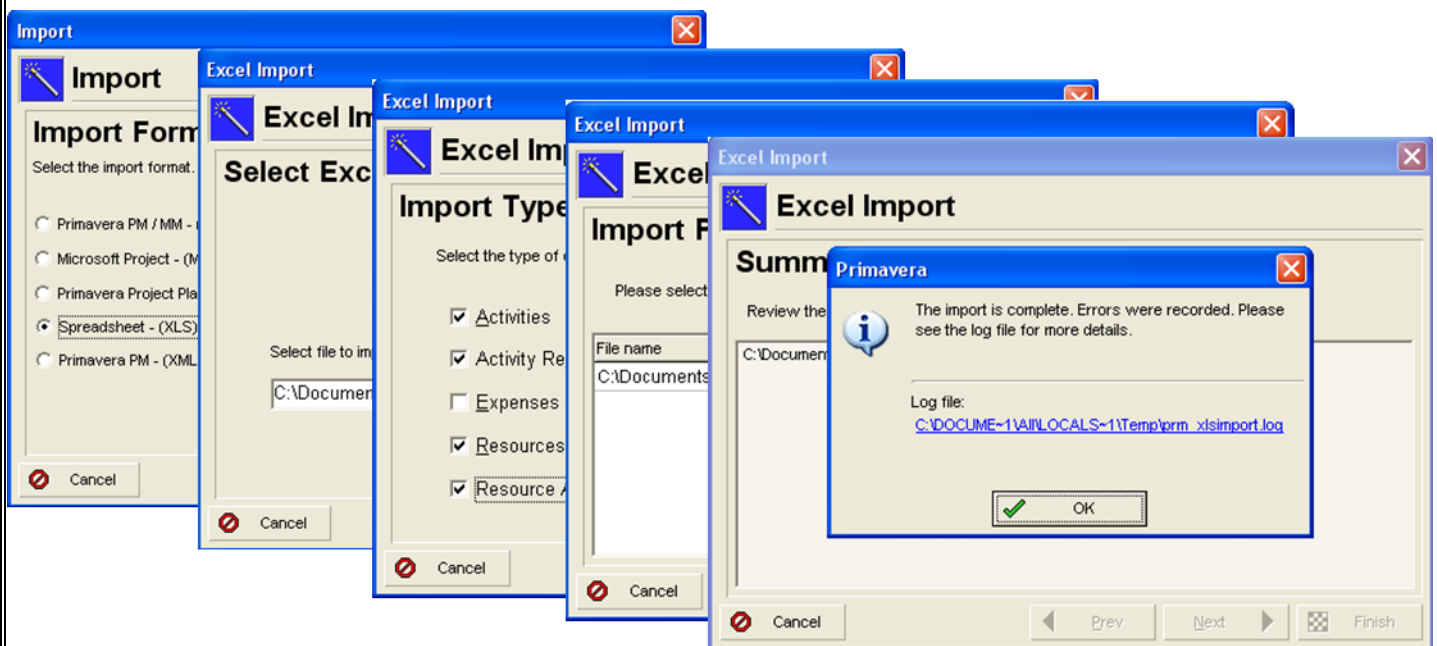 Import
Import
Import Form
Select the import format.
Primavera PM / MM -
Microsoft Project - (M
Primavera Project Pla
Spreadsheet - (XLS)
Primavera PM - (XML
Cancel
Excel Import
Excel Im
Select Exc
Select file to im
C:\Documen
Cancel
Excel Import
Excel Im
Import Type
Select the type of
Activities
Activity Re
Expenses
Resources
Resource A
Cancel
Excel Import
Excel
Import F
Please select
File name
C:\Documents
Cancel
Excel Import
Excel Import
Summ
Review the
C:\Documen
Primavera
The import is complete. Errors were recorded. Please
see the log file for more details.
Log file:
C:\DOCUME~1\All\LOCALS~1\Temp\prm_xlsimport.log
OK
Cancel
Prev
Next
Finish